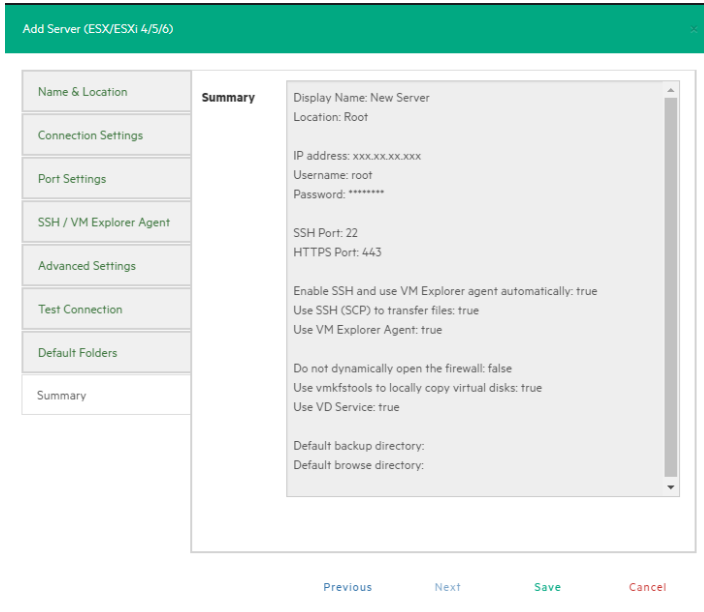 Add Server (ESX/ESXi 4/5/6)
×
Name & Location
Connection Settings
Port Settings
SSH / VM Explorer Agent
Advanced Settings
Test Connection
Default Folders
Summary
Summary
Display Name: New Server
Location: Root
IP address: xxx.xx.xx.xxx
Username: root
Password: ********
SSH Port: 22
HTTPS Port: 443
Enable SSH and use VM Explorer agent automatically: true
Use SSH (SCP) to transfer files: true
Use VM Explorer Agent: true
Do not dynamically open the firewall: false
Use vmkfstools to locally copy virtual disks: true
Use VD Service: true
Default backup directory:
Default browse directory:
Previous Next Save Cancel